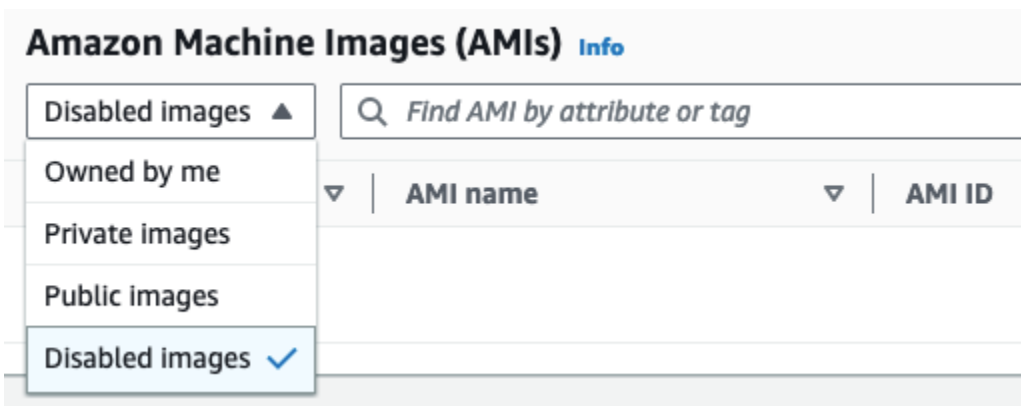 Amazon Machine Images (AMIs) Info
Disabled images Find AMI by attribute or tag
Owned by me
AMI name AMI ID
Private images
Public images
Disabled images